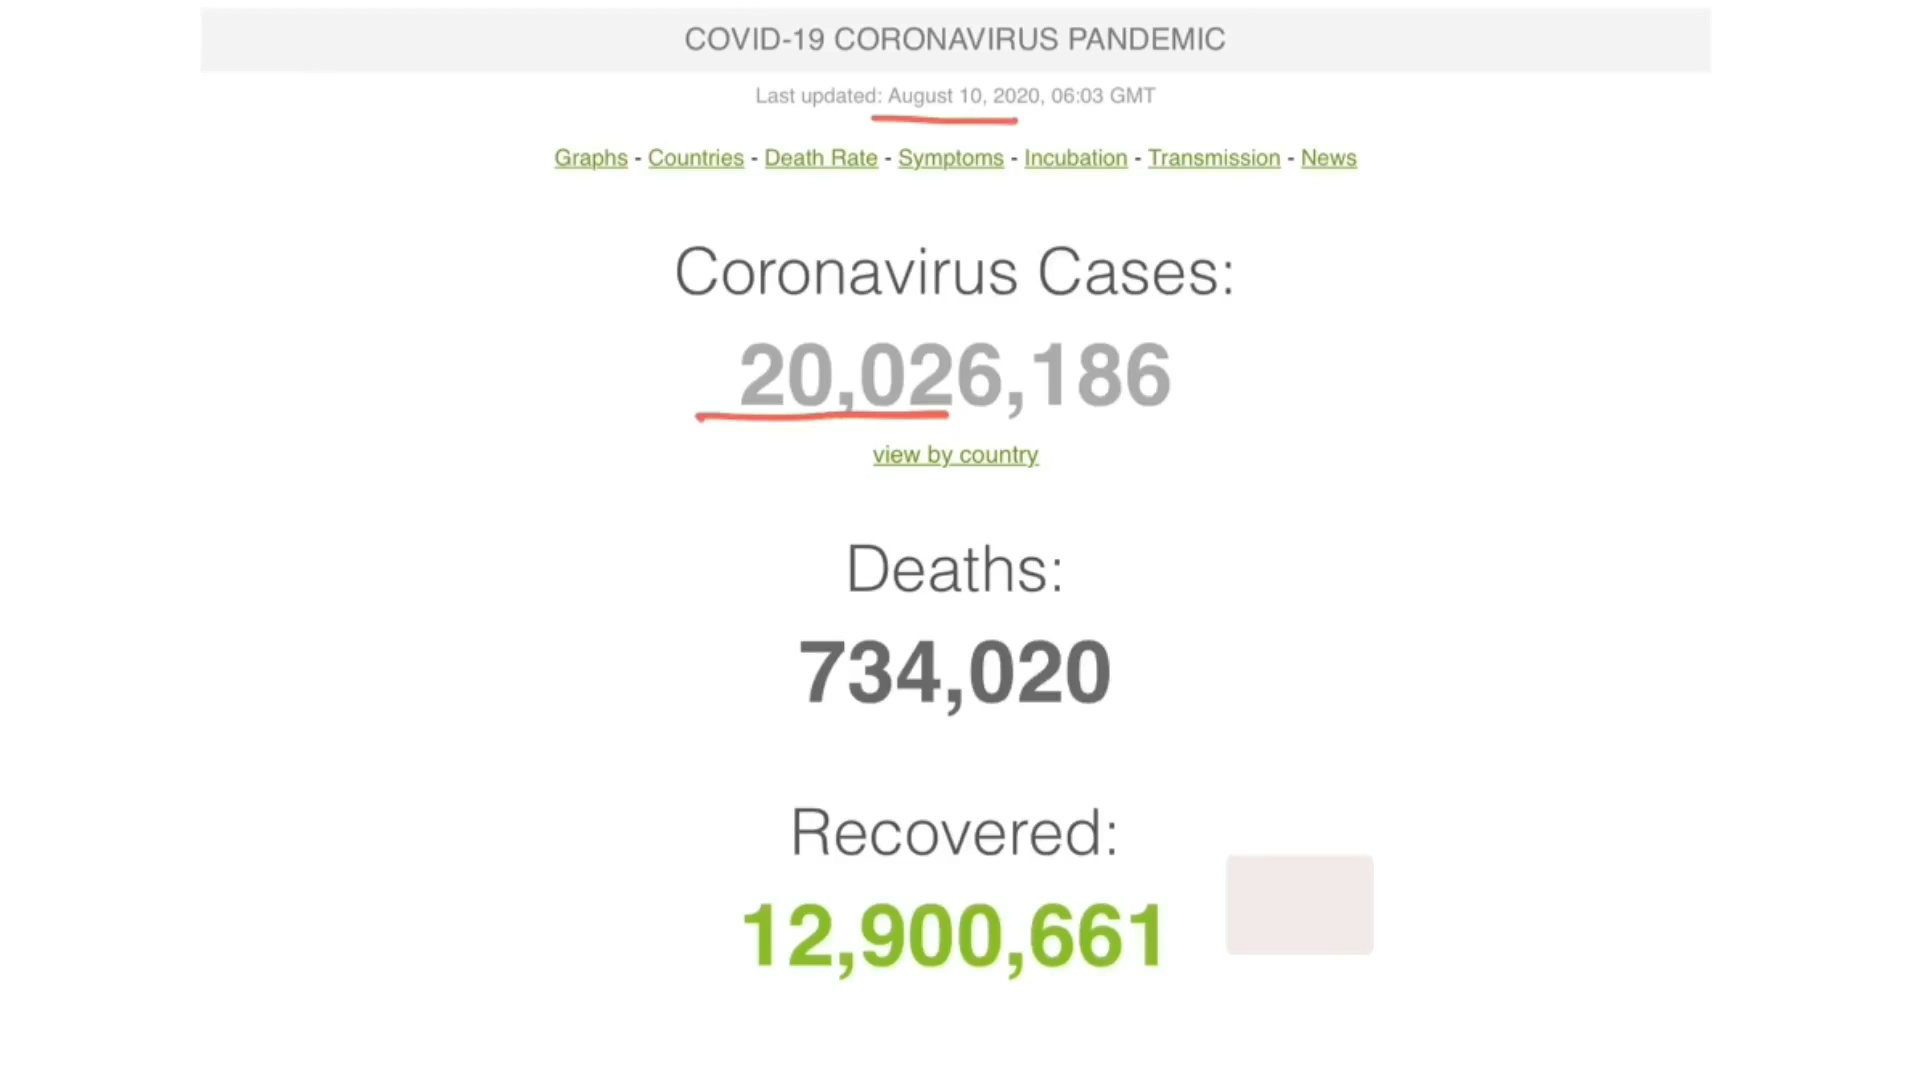 COVID-19 CORONAVIRUS PANDEMIC
Last updated: August 10, 2020, 06:03 GMT
Graphs - Countries - Death Rate - Symptoms - Incubation - Transmission - News
Coronavirus Cases:
20,026,186
view by country
Deaths:
734,020
Recovered:
12,900,661